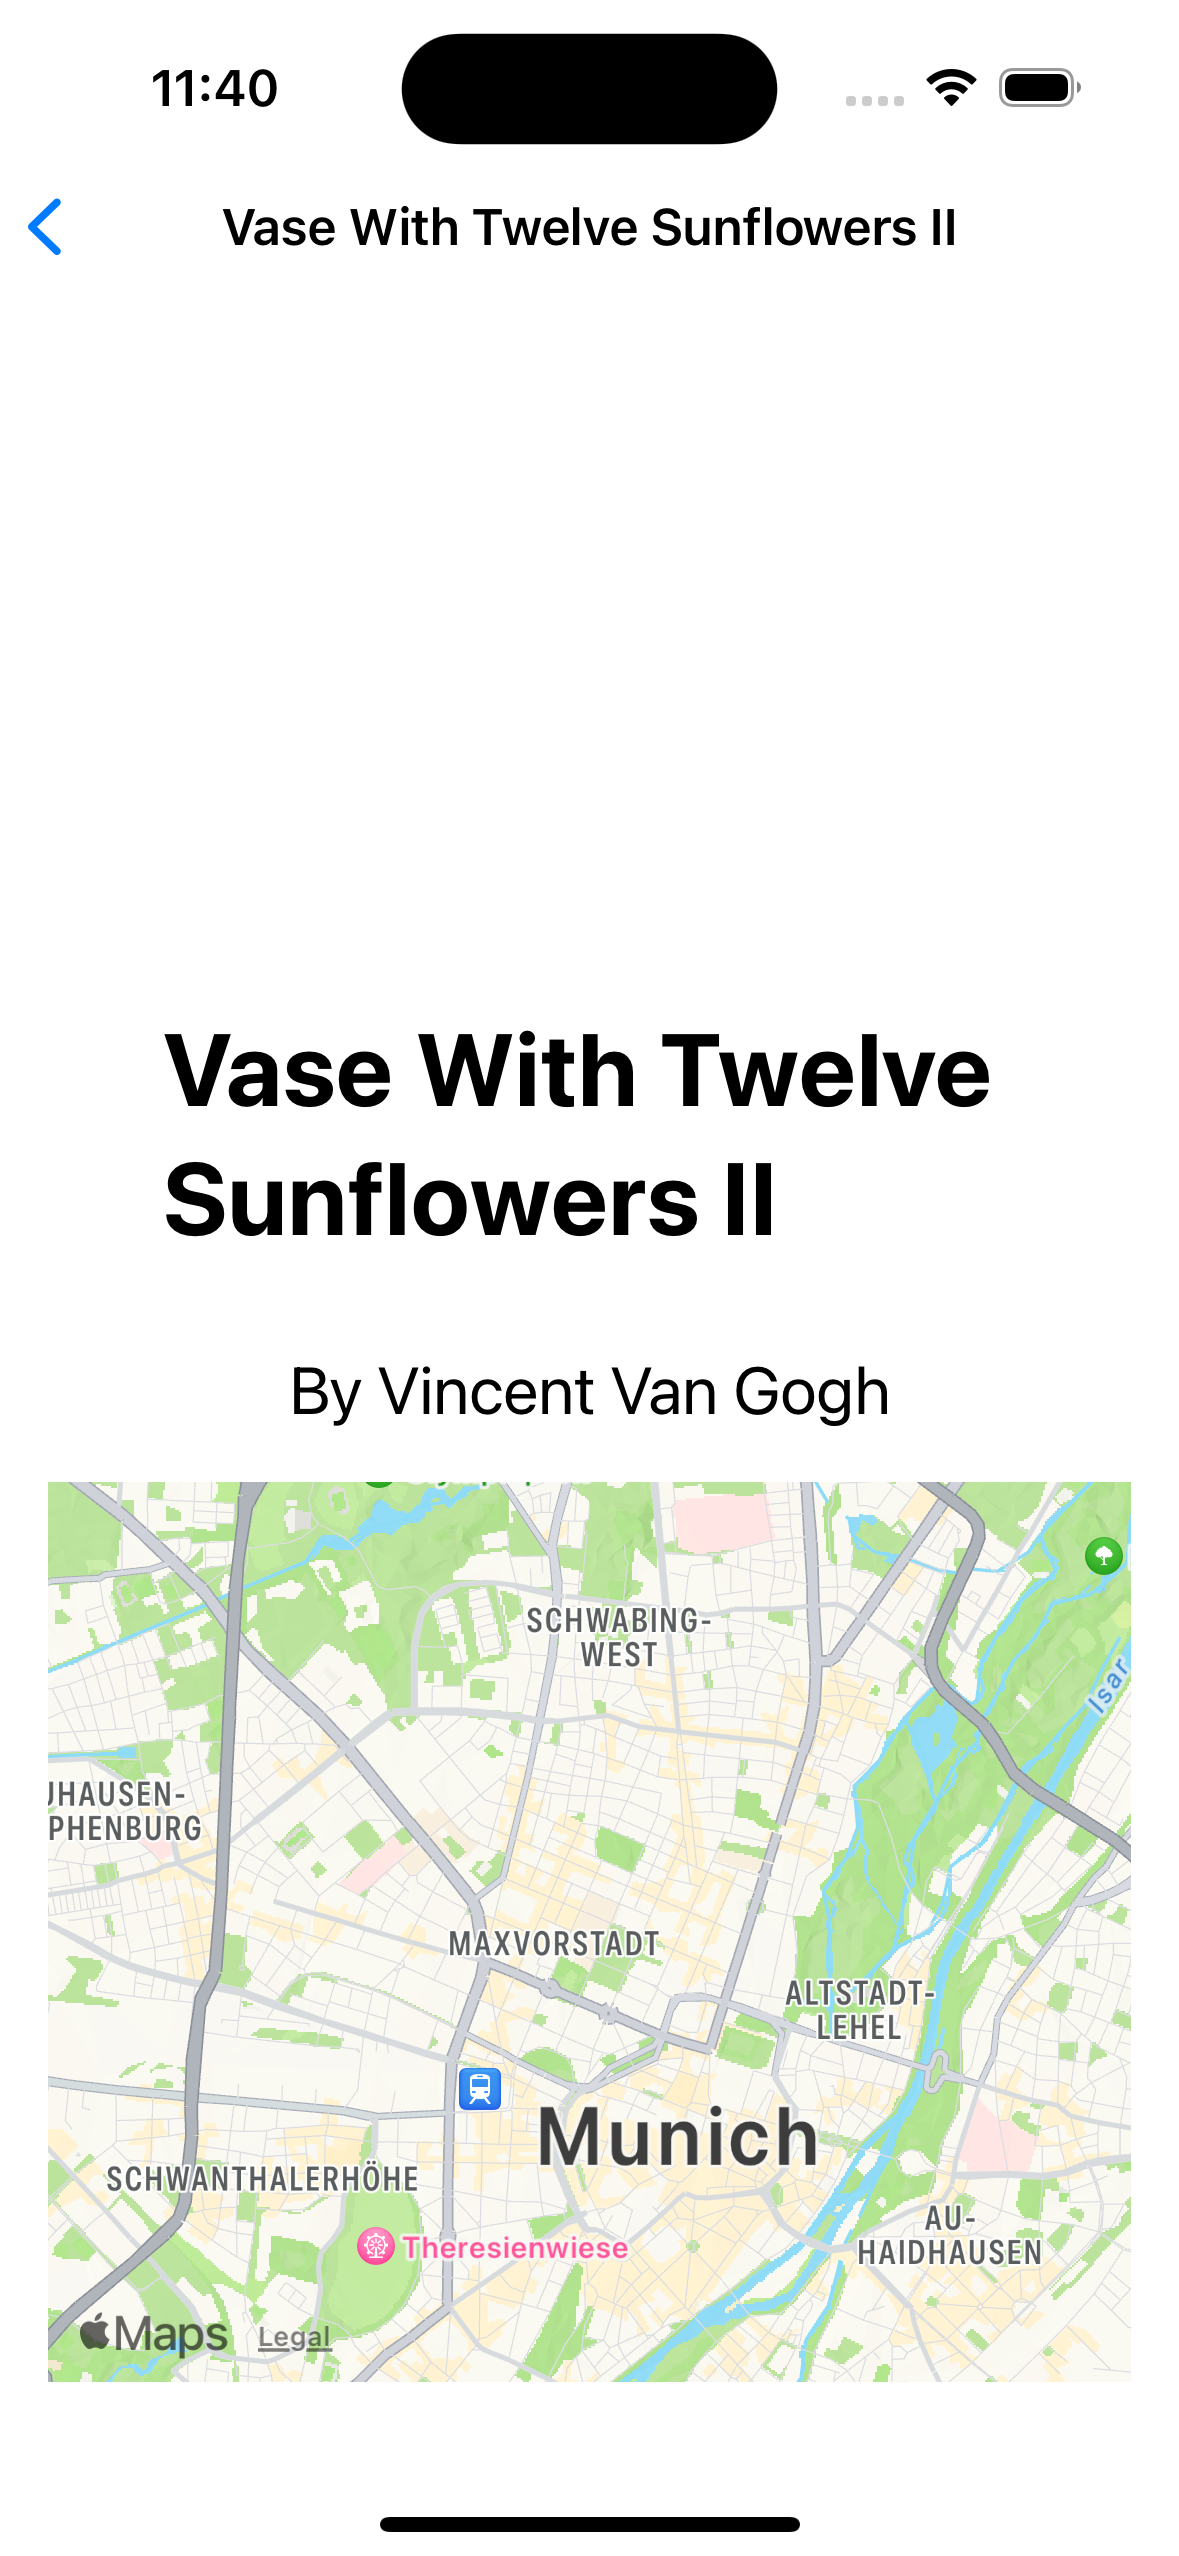 11:40
Vase With Twelve Sunflowers II
Vase With Twelve
Sunflowers II
By Vincent Van Gogh
SCHWABING-
WEST
Isar
UHAUSEN-
PHENBURG
MAXVORSTADT
ALTSTADT-
LEHEL
Munich
SCHWANTHALERHÖHE
AU-
HAIDHAUSEN
Theresienwiese
Maps
Legal